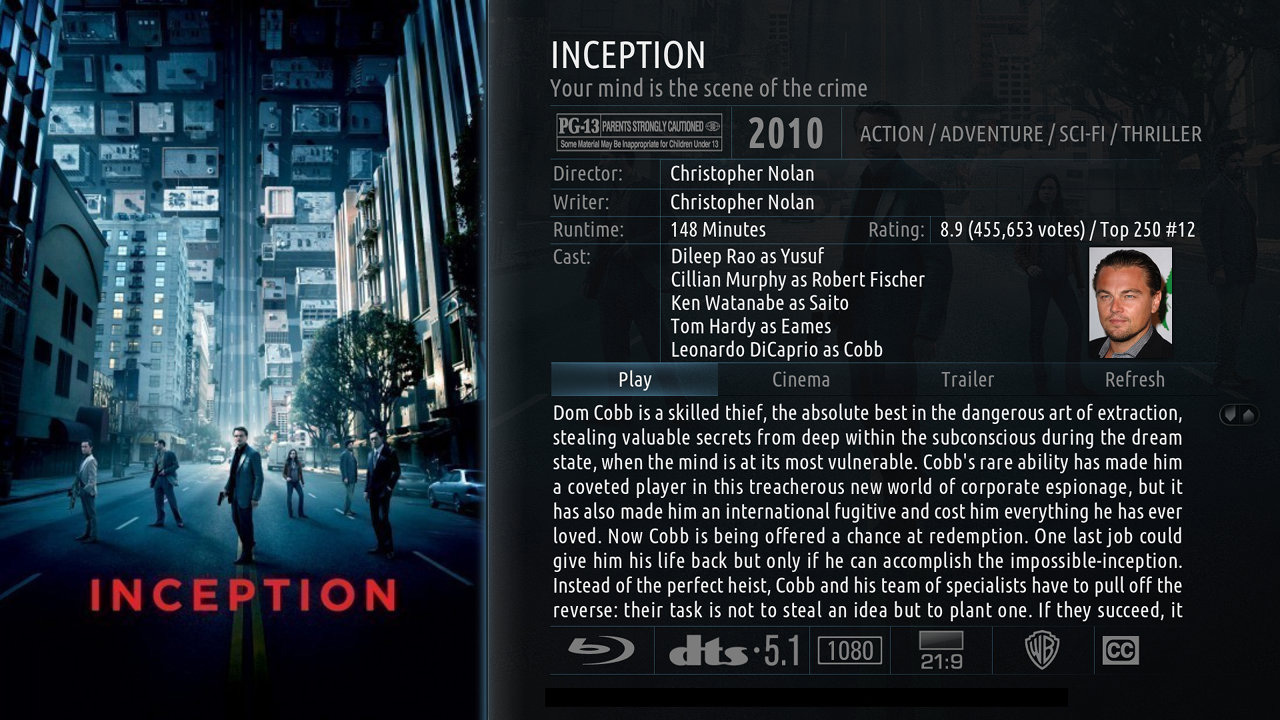 INCEPTION
Your mind is the scene of the crime
PG-13 PARENTS STRONGLY CAUTIONED
Some Material May Be Inappropriate for Children Under 13
2010
ACTION / ADVENTURE / SCI-FI / THRILLER
Director: Christopher Nolan
Writer: Christopher Nolan
Runtime: 148 Minutes Rating: 8.9 (455,653 votes) / Top 250 #12
Cast: Dileep Rao as Yusuf
Cillian Murphy as Robert Fischer
Ken Watanabe as Saito
Tom Hardy as Eames
Leonardo DiCaprio as Cobb
Play Cinema Trailer Refresh
Dom Cobb is a skilled thief, the absolute best in the dangerous art of extraction,
stealing valuable secrets from deep within the subconscious during the dream
state, when the mind is at its most vulnerable. Cobb's rare ability has made him
a coveted player in this treacherous new world of corporate espionage, but it
has also made him an international fugitive and cost him everything he has ever
loved. Now Cobb is being offered a chance at redemption. One last job could
give him his life back but only if he can accomplish the impossible-inception.
Instead of the perfect heist, Cobb and his team of specialists have to pull off the
reverse: their task is not to steal an idea but to plant one. If they succeed, it
INCEPTION
dts·5.1 1080 21:9 WB CC